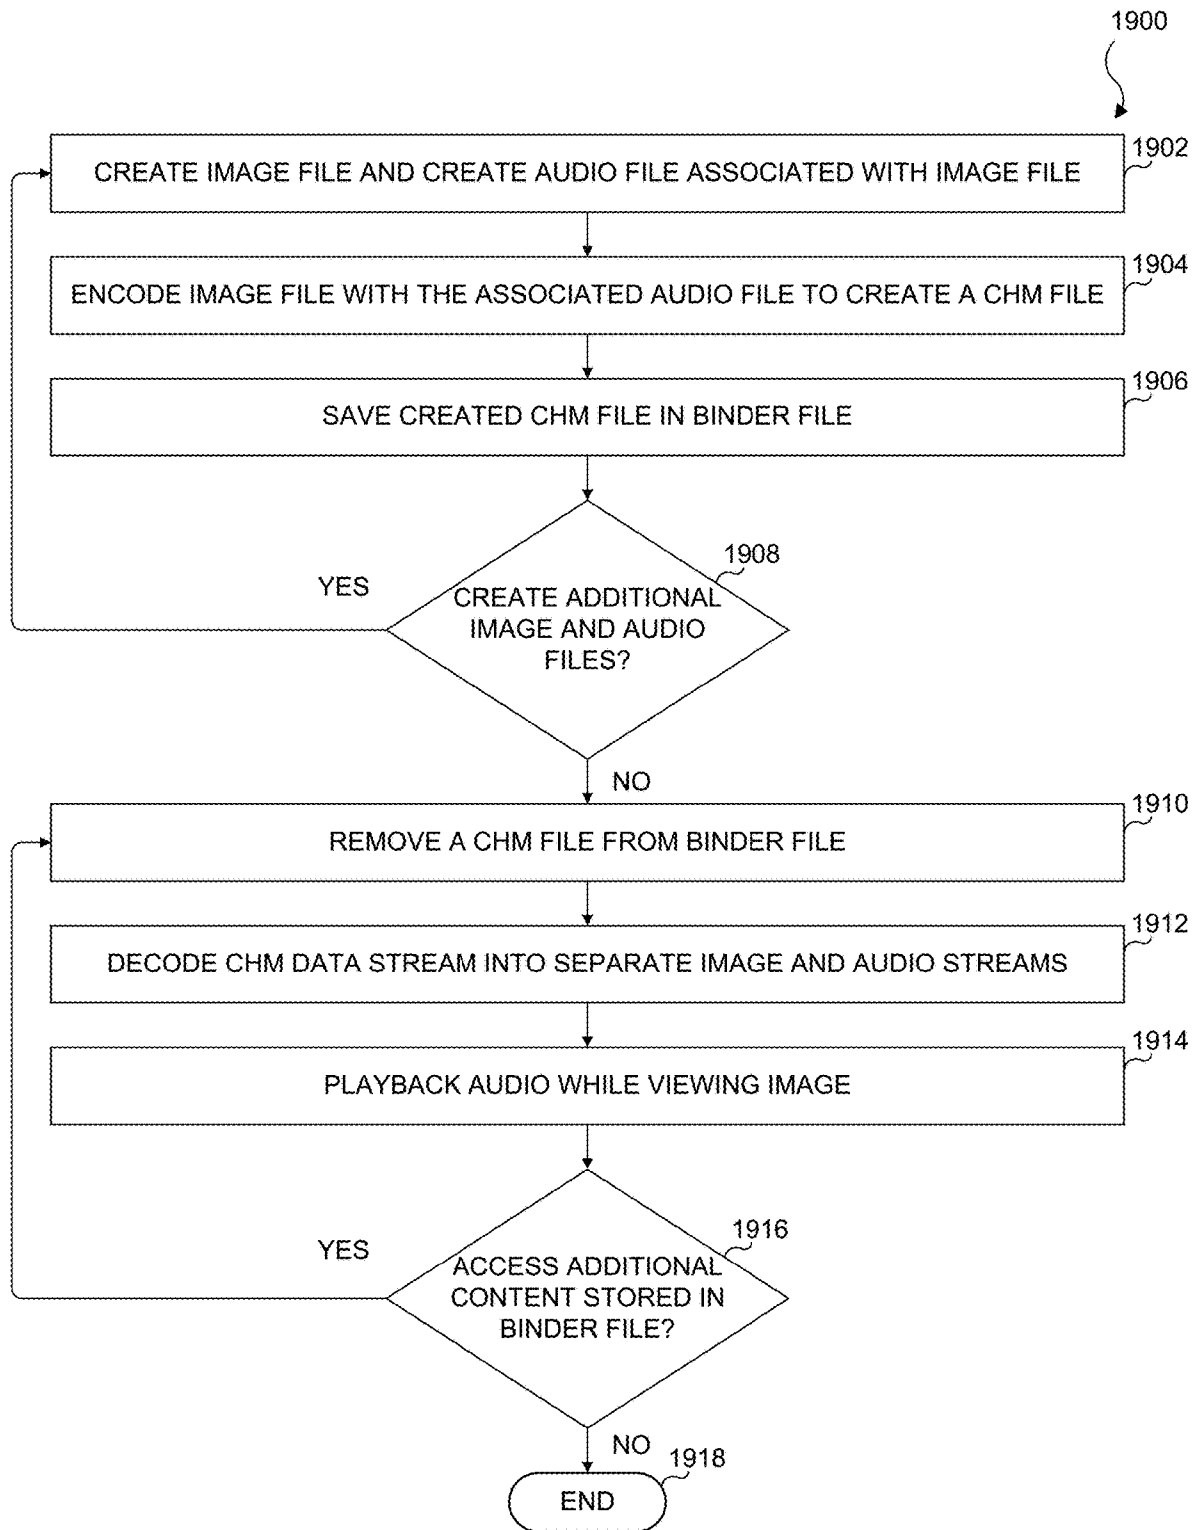 1900
1902
CREATE IMAGE FILE AND CREATE AUDIO FILE ASSOCIATED WITH IMAGE FILE
1904
ENCODE IMAGE FILE WITH THE ASSOCIATED AUDIO FILE TO CREATE A CHM FILE
1906
SAVE CREATED CHM FILE IN BINDER FILE
1908
YES
CREATE ADDITIONAL
IMAGE AND AUDIO
FILES?
NO
1910
REMOVE A CHM FILE FROM BINDER FILE
1912
DECODE CHM DATA STREAM INTO SEPARATE IMAGE AND AUDIO STREAMS
1914
PLAYBACK AUDIO WHILE VIEWING IMAGE
1916
YES
ACCESS ADDITIONAL
CONTENT STORED IN
BINDER FILE?
NO
1918
END